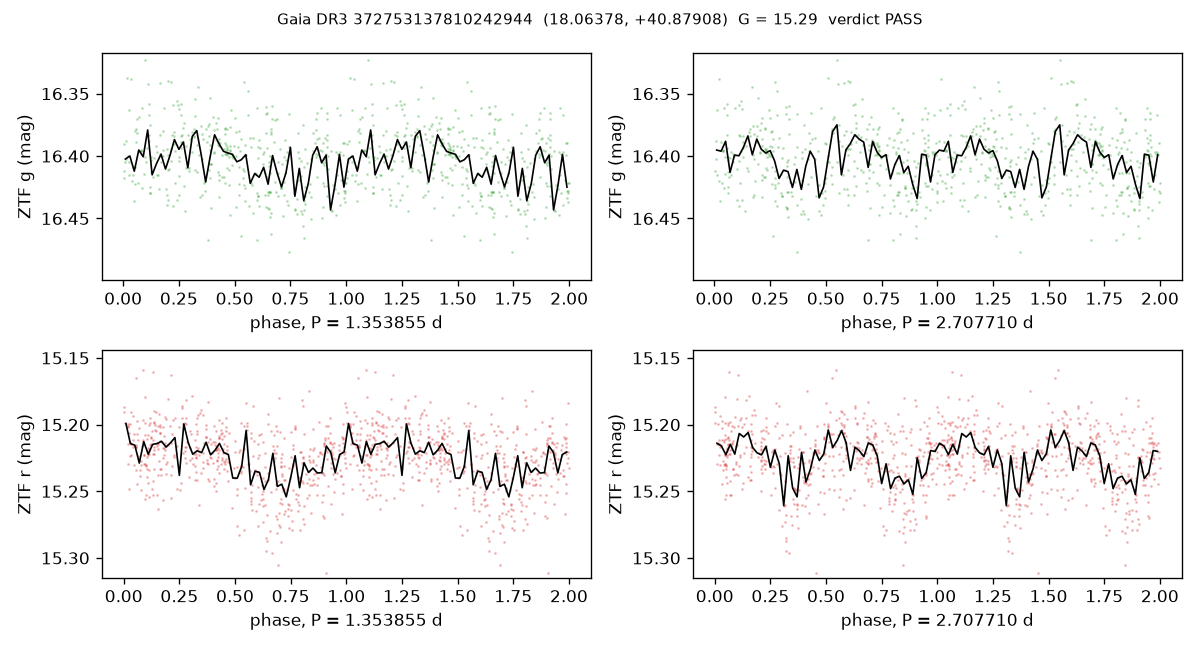 Gaia DR3 372753137810242944  (18.06378, +40.87908)  G = 15.29  verdict PASS
ZTF g (mag)
16.35
16.40
16.45
0.00 0.25 0.50 0.75 1.00 1.25 1.50 1.75 2.00
phase, P = 1.353855 d
ZTF g (mag)
16.35
16.40
16.45
0.00 0.25 0.50 0.75 1.00 1.25 1.50 1.75 2.00
phase, P = 2.707710 d
ZTF r (mag)
15.15
15.20
15.25
15.30
0.00 0.25 0.50 0.75 1.00 1.25 1.50 1.75 2.00
phase, P = 1.353855 d
ZTF r (mag)
15.15
15.20
15.25
15.30
0.00 0.25 0.50 0.75 1.00 1.25 1.50 1.75 2.00
phase, P = 2.707710 d